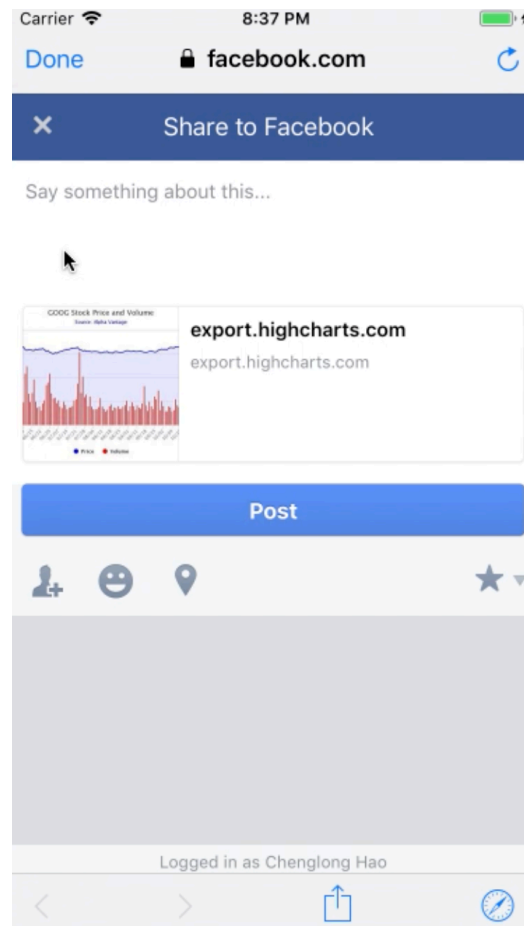 Carrier 8:37 PM
Done facebook.com
Share to Facebook
Say something about this...
GOOG Stock Price and Volume
Source: Alpha Vantage
export.highcharts.com
export.highcharts.com
Price Volume
Post
Logged in as Chenglong Hao